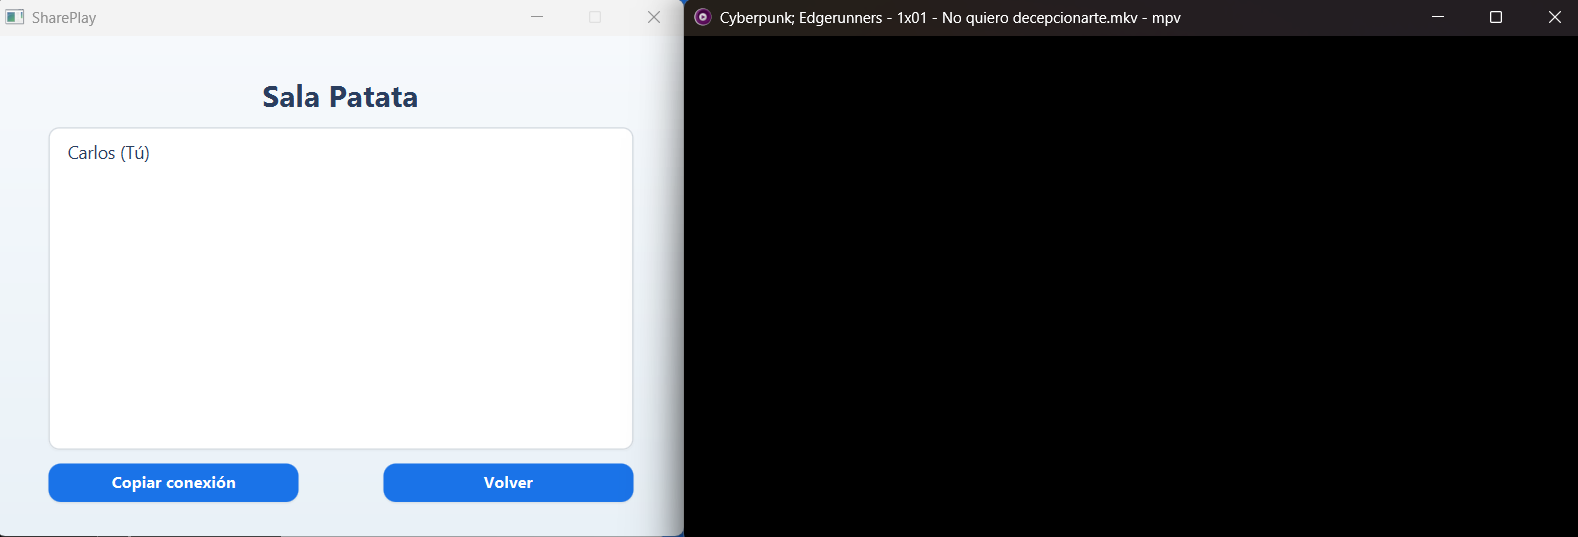 SharePlay
Cyberpunk; Edgerunners - 1x01 - No quiero decepcionarte.mkv - mpv
Sala Patata
Carlos (Tú)
Copiar conexión
Volver